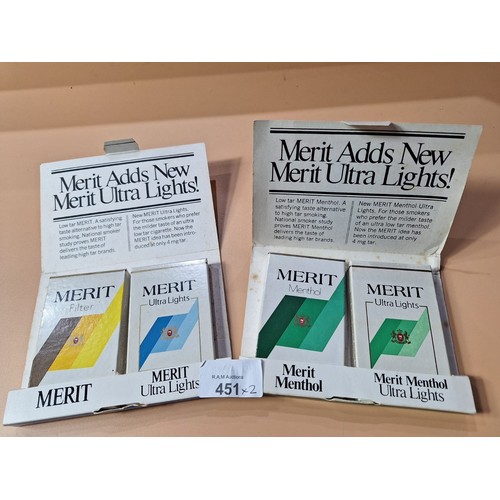 Merit Adds New
Merit Ultra Lights!
Low tar MERIT. A satisfying
taste alternative to high tar
smoking. National smoker
study proves MERIT
delivers the taste of
leading high tar brands.
New MERIT Ultra Lights.
For those smokers who prefer
the milder taste of an ultra
low tar cigarette. Now the
MERIT idea has been intro-
duced at only 4 mg tar.
MERIT
Filter
MERIT
Ultra Lights
MERIT
MERIT
Ultra Lights
R.A.M Auctions
451 x2
Merit Adds New
Merit Ultra Lights!
Low tar MERIT Menthol. A
satisfying taste alternative
to high tar smoking.
National smoker study
proves MERIT Menthol
delivers the taste of
leading high tar brands.
New MERIT Menthol Ultra
Lights. For those smokers
who prefer the milder taste
of an ultra low tar menthol.
Now the MERIT idea has
been introduced at only
4 mg tar.
MERIT
Menthol
MERIT
Ultra Lights
Merit
Menthol
Merit Menthol
Ultra Lights